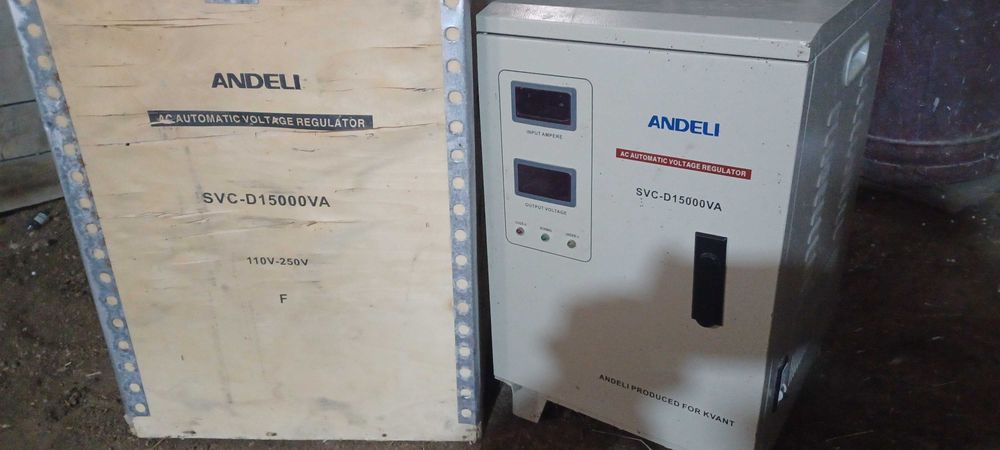 ANDELI
AC AUTOMATIC VOLTAGE REGULATOR
SVC-D15000VA
110V-250V
F
INPUT AMPERE
OUTPUT VOLTAGE
ANDELI
AC AUTOMATIC VOLTAGE REGULATOR
SVC-D15000VA
ANDELI PRODUCED FOR KVANT